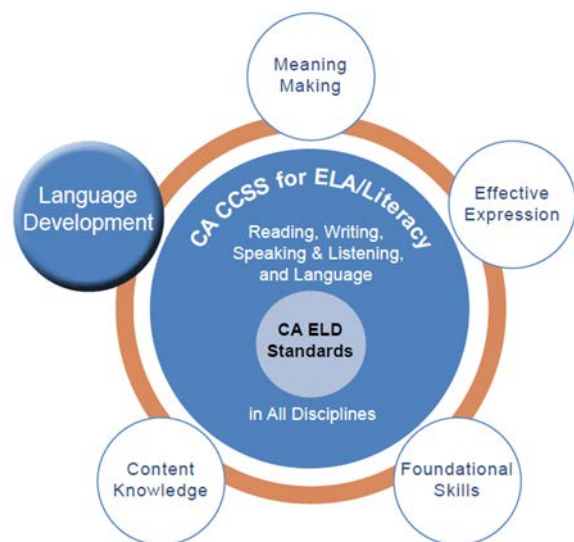 Meaning
Making
Language
Development
Effective
Expression
CA CCSS for ELA/Literacy
Reading, Writing,
Speaking & Listening,
and Language
CA ELD
Standards
in All Disciplines
Content
Knowledge
Foundational
Skills